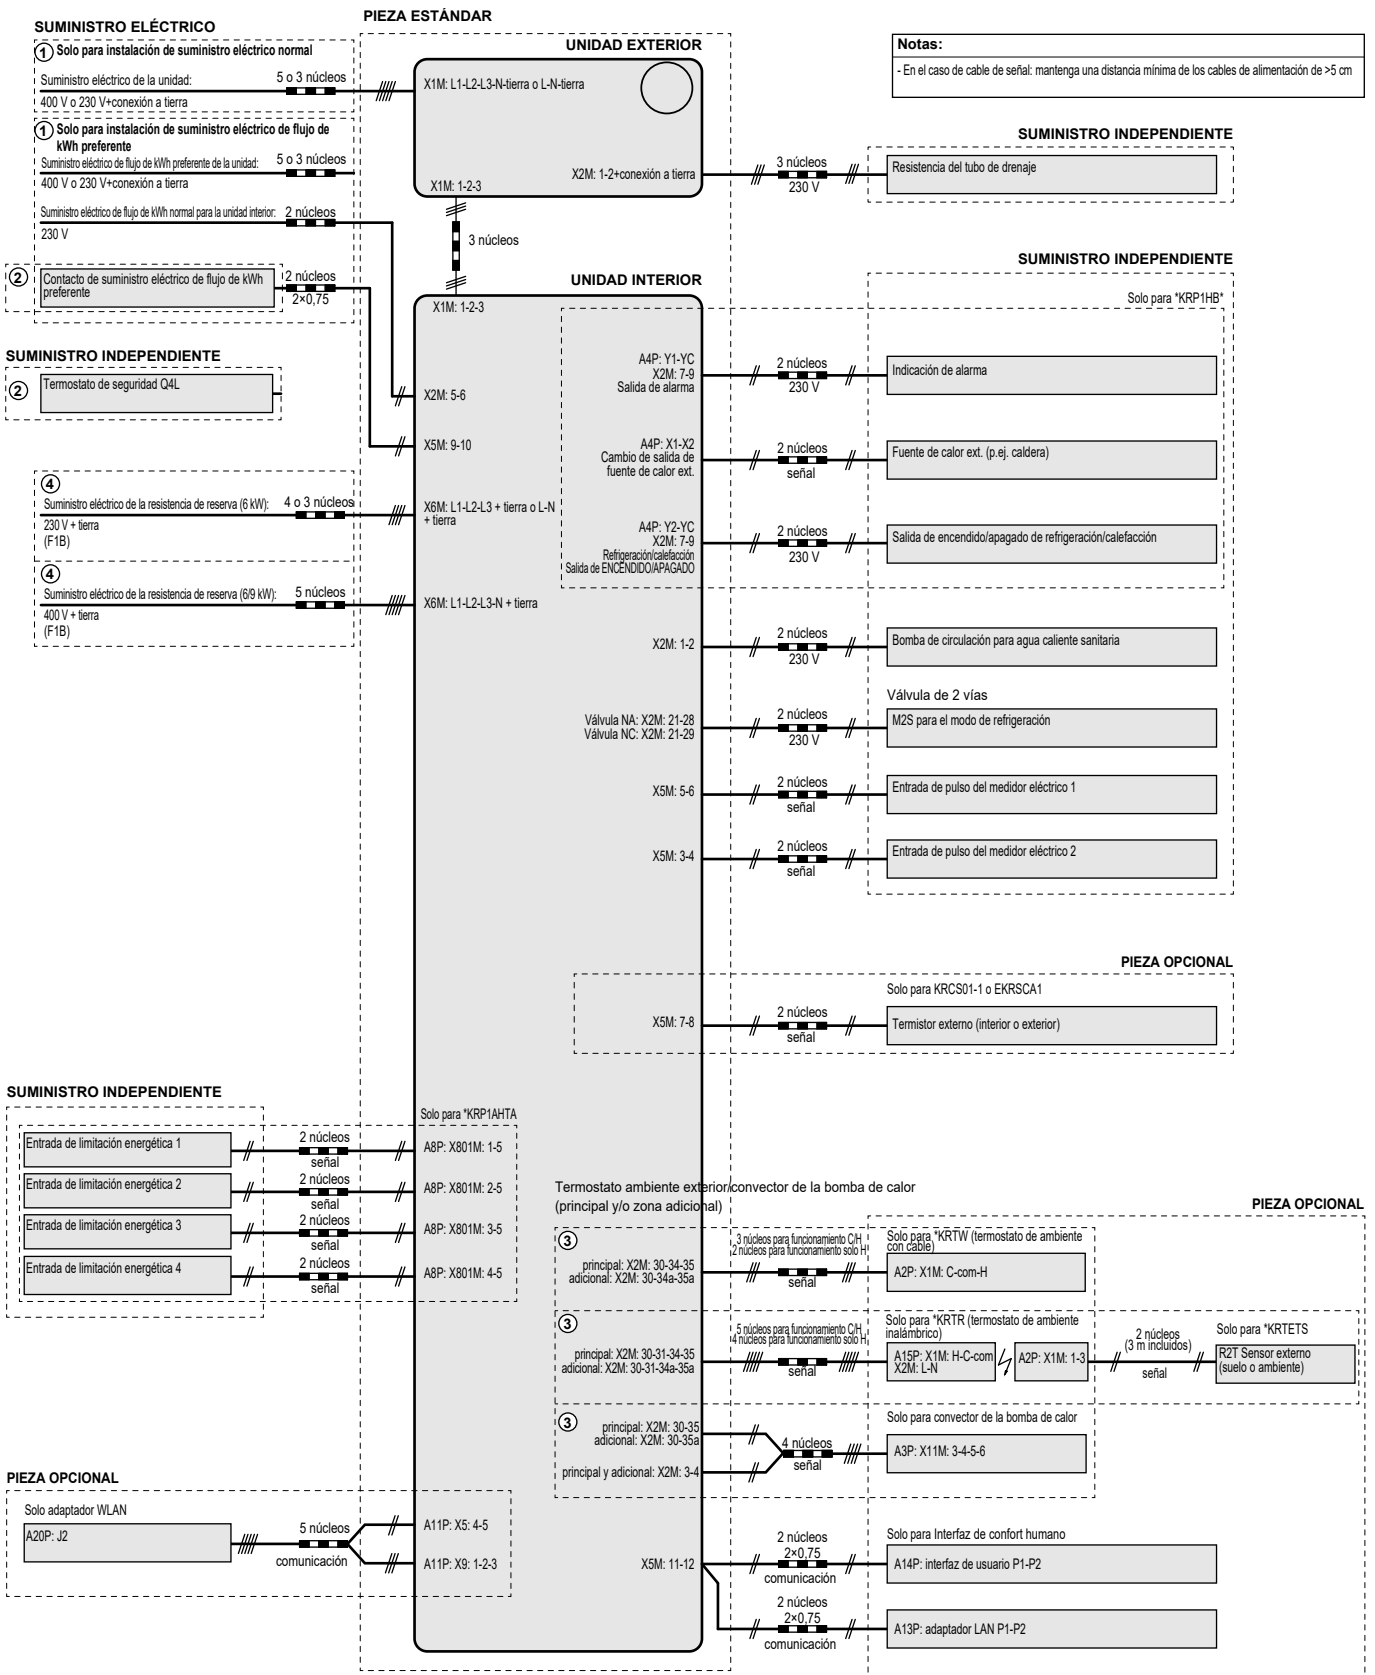 PIEZA ESTÁNDAR
SUMINISTRO ELÉCTRICO
① Solo para instalación de suministro eléctrico normal
Suministro eléctrico de la unidad:
5 o 3 núcleos
400 V o 230 V+conexión a tierra
① Solo para instalación de suministro eléctrico de flujo de
kWh preferente
Suministro eléctrico de flujo de kWh preferente de la unidad:
5 o 3 núcleos
400 V o 230 V+conexión a tierra
Suministro eléctrico de flujo de kWh normal para la unidad interior:
2 núcleos
230 V
②
Contacto de suministro eléctrico de flujo de kWh
preferente
2 núcleos
2×0,75
SUMINISTRO INDEPENDIENTE
②
Termostato de seguridad Q4L
④
Suministro eléctrico de la resistencia de reserva (6 kW):
4 o 3 núcleos
230 V + tierra
(F1B)
④
Suministro eléctrico de la resistencia de reserva (6/9 kW):
5 núcleos
400 V + tierra
(F1B)
UNIDAD EXTERIOR
X1M: L1-L2-L3-N-tierra o L-N-tierra
X2M: 1-2+conexión a tierra
X1M: 1-2-3
3 núcleos
Notas:
- En el caso de cable de señal: mantenga una distancia mínima de los cables de alimentación de >5 cm
SUMINISTRO INDEPENDIENTE
3 núcleos
230 V
Resistencia del tubo de drenaje
UNIDAD INTERIOR
X1M: 1-2-3
X2M: 5-6
X5M: 9-10
X6M: L1-L2-L3 + tierra o L-N
+ tierra
X6M: L1-L2-L3-N + tierra
SUMINISTRO INDEPENDIENTE
Solo para *KRP1HB*
A4P: Y1-YC
X2M: 7-9
Salida de alarma
2 núcleos
230 V
Indicación de alarma
A4P: X1-X2
Cambio de salida de
fuente de calor ext.
2 núcleos
señal
Fuente de calor ext. (p.ej. caldera)
A4P: Y2-YC
X2M: 7-9
Refrigeración/calefacción
Salida de ENCENDIDO/APAGADO
2 núcleos
230 V
Salida de encendido/apagado de refrigeración/calefacción
X2M: 1-2
2 núcleos
230 V
Bomba de circulación para agua caliente sanitaria
Válvula de 2 vías
Válvula NA: X2M: 21-28
Válvula NC: X2M: 21-29
2 núcleos
230 V
M2S para el modo de refrigeración
X5M: 5-6
2 núcleos
señal
Entrada de pulso del medidor eléctrico 1
X5M: 3-4
2 núcleos
señal
Entrada de pulso del medidor eléctrico 2
PIEZA OPCIONAL
Solo para KRCS01-1 o EKRSCA1
X5M: 7-8
2 núcleos
señal
Termistor externo (interior o exterior)
SUMINISTRO INDEPENDIENTE
Solo para *KRP1AHTA
Entrada de limitación energética 1
2 núcleos
señal
A8P: X801M: 1-5
Entrada de limitación energética 2
2 núcleos
señal
A8P: X801M: 2-5
Entrada de limitación energética 3
2 núcleos
señal
A8P: X801M: 3-5
Entrada de limitación energética 4
2 núcleos
señal
A8P: X801M: 4-5
Termostato ambiente exterior/convector de la bomba de calor
(principal y/o zona adicional)
PIEZA OPCIONAL
③
principal: X2M: 30-34-35
adicional: X2M: 30-34a-35a
3 núcleos para funcionamiento C/H
2 núcleos para funcionamiento solo H
señal
Solo para *KRTW (termostato de ambiente
con cable)
A2P: X1M: C-com-H
③
principal: X2M: 30-31-34-35
adicional: X2M: 30-31-34a-35a
5 núcleos para funcionamiento C/H
4 núcleos para funcionamiento solo H
señal
Solo para *KRTR (termostato de ambiente
inalámbrico)
A15P: X1M: H-C-com
X2M: L-N
A2P: X1M: 1-3
2 núcleos
(3 m incluidos)
señal
Solo para *KRTETS
R2T Sensor externo
(suelo o ambiente)
③
principal: X2M: 30-35
adicional: X2M: 30-35a
principal y adicional: X2M: 3-4
4 núcleos
señal
Solo para convector de la bomba de calor
A3P: X11M: 3-4-5-6
PIEZA OPCIONAL
Solo adaptador WLAN
A20P: J2
5 núcleos
comunicación
A11P: X5: 4-5
A11P: X9: 1-2-3
X5M: 11-12
2 núcleos
2×0,75
comunicación
Solo para Interfaz de confort humano
A14P: interfaz de usuario P1-P2
2 núcleos
2×0,75
comunicación
A13P: adaptador LAN P1-P2